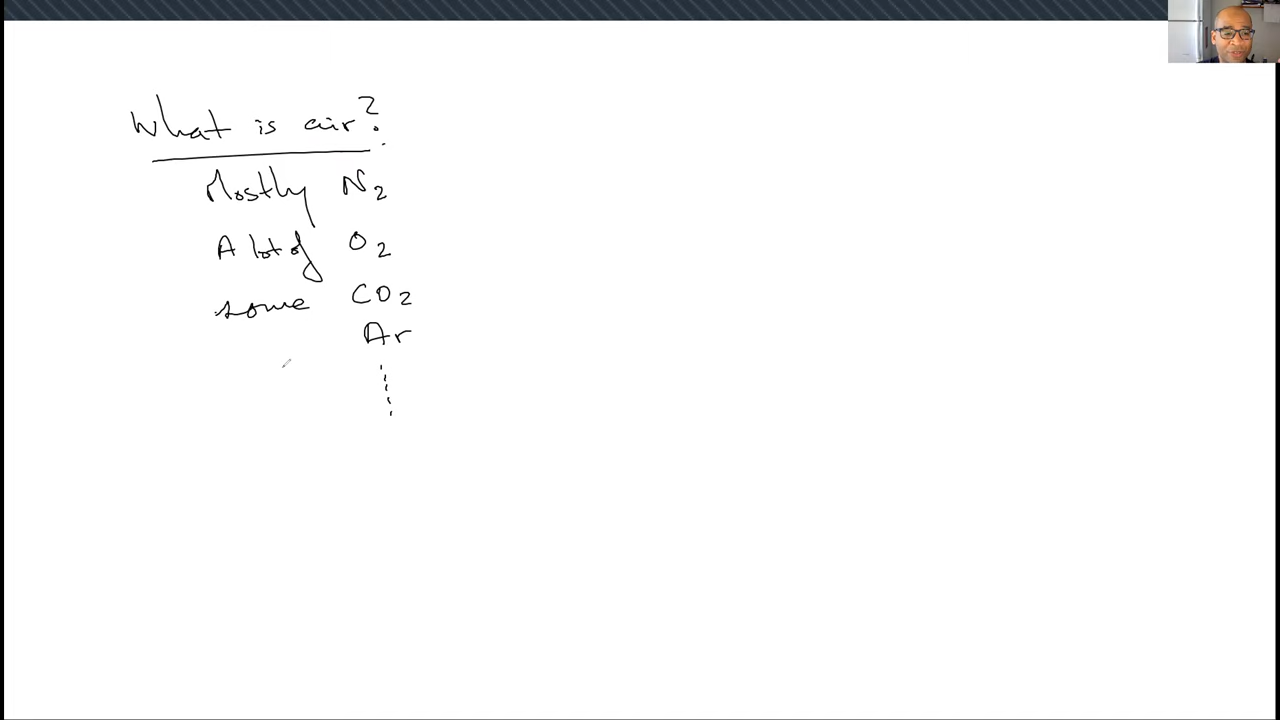 What is air?
Mostly N₂
A lot of O₂
some CO₂
Ar